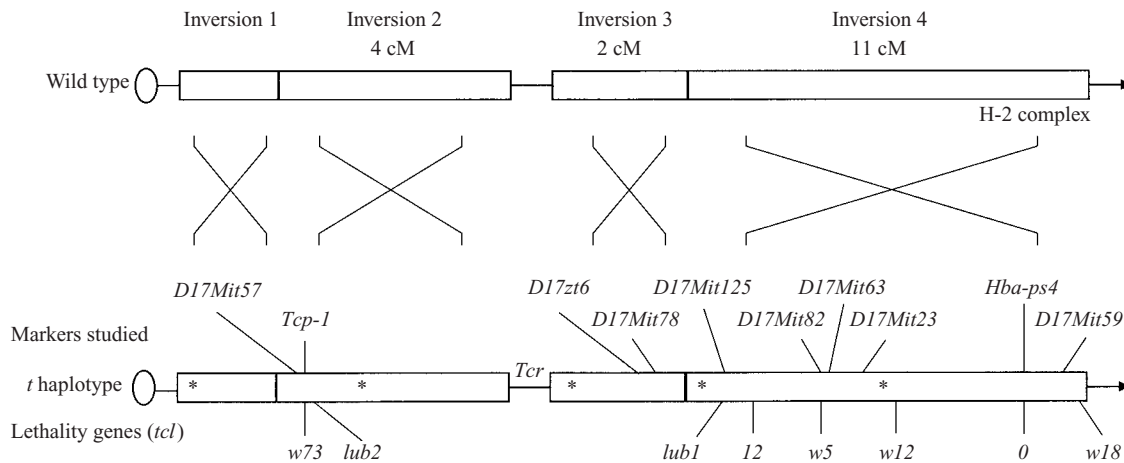 Inversion 1 Inversion 2 Inversion 3 Inversion 4
4 cM 2 cM 11 cM
Wild type
H-2 complex
D17Mit57 D17zt6 D17Mit125 D17Mit63 Hba-ps4
Markers studied Tcp-1 D17Mit78 D17Mit82 D17Mit23 D17Mit59
Tcr
t haplotype * * * * *
Lethality genes (tcl)
w73 lub2 lub1 12 w5 w12 0 w18